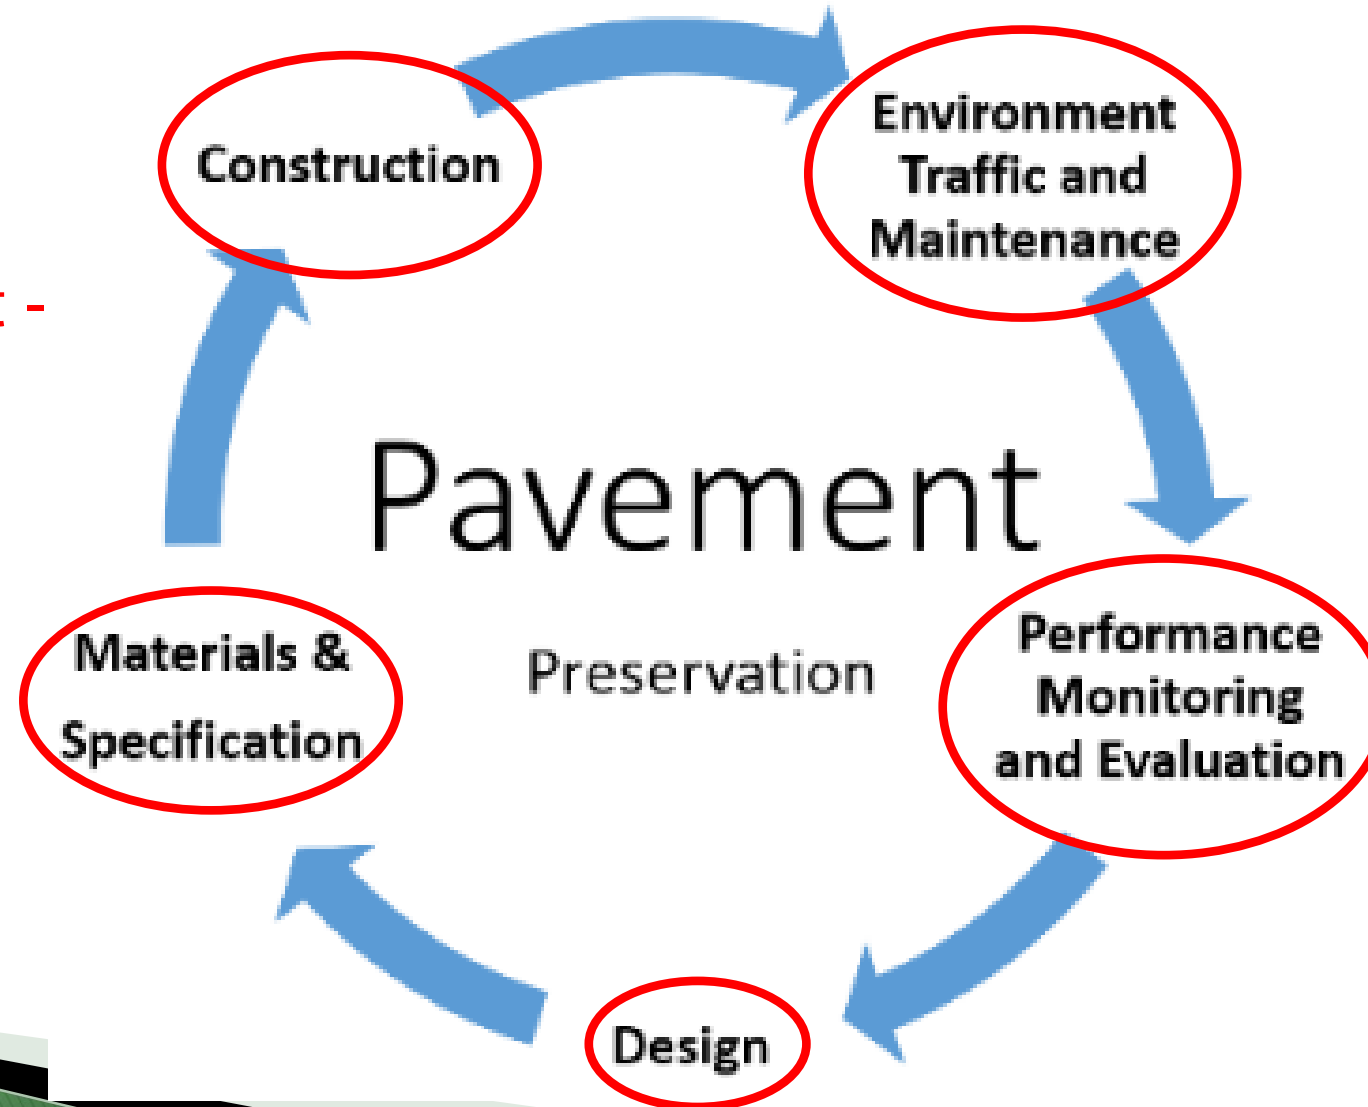 Construction
Environment
Traffic and
Maintenance
-
Pavement
Preservation
Materials &
Specification
Performance
Monitoring
and Evaluation
Design